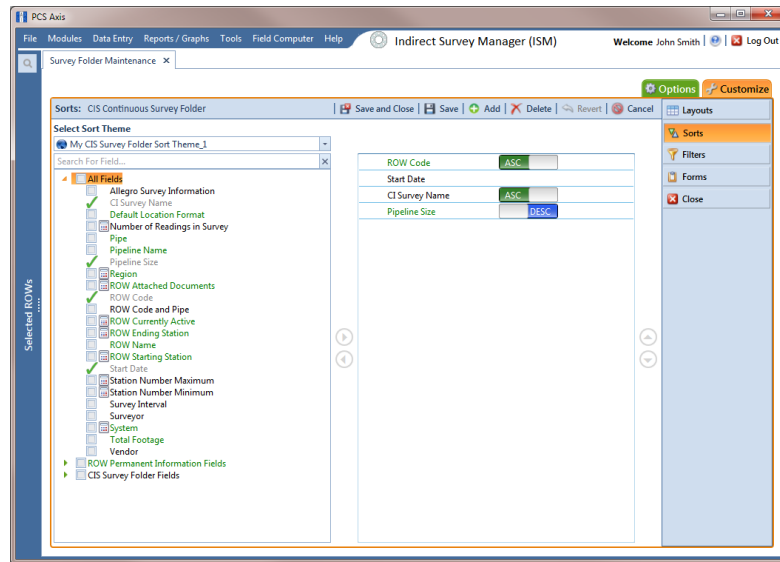 PCS Axis
File Modules Data Entry Reports / Graphs Tools Field Computer Help Indirect Survey Manager (ISM) Welcome John Smith | | Log Out
Survey Folder Maintenance ×
Options Customize
Sorts: CIS Continuous Survey Folder | Save and Close | Save | Add | Delete | Revert | Cancel
Layouts
Sorts
Filters
Forms
Close
Select Sort Theme
My CIS Survey Folder Sort Theme_1
Search For Field...
All Fields
Allegro Survey Information
CI Survey Name
Default Location Format
Number of Readings in Survey
Pipe
Pipeline Name
Pipeline Size
Region
ROW Attached Documents
ROW Code
ROW Code and Pipe
ROW Currently Active
ROW Ending Station
ROW Name
ROW Starting Station
Start Date
Station Number Maximum
Station Number Minimum
Survey Interval
Surveyor
System
Total Footage
Vendor
ROW Permanent Information Fields
CIS Survey Folder Fields
ROW Code ASC
Start Date
CI Survey Name ASC
Pipeline Size DESC
Selected ROWs